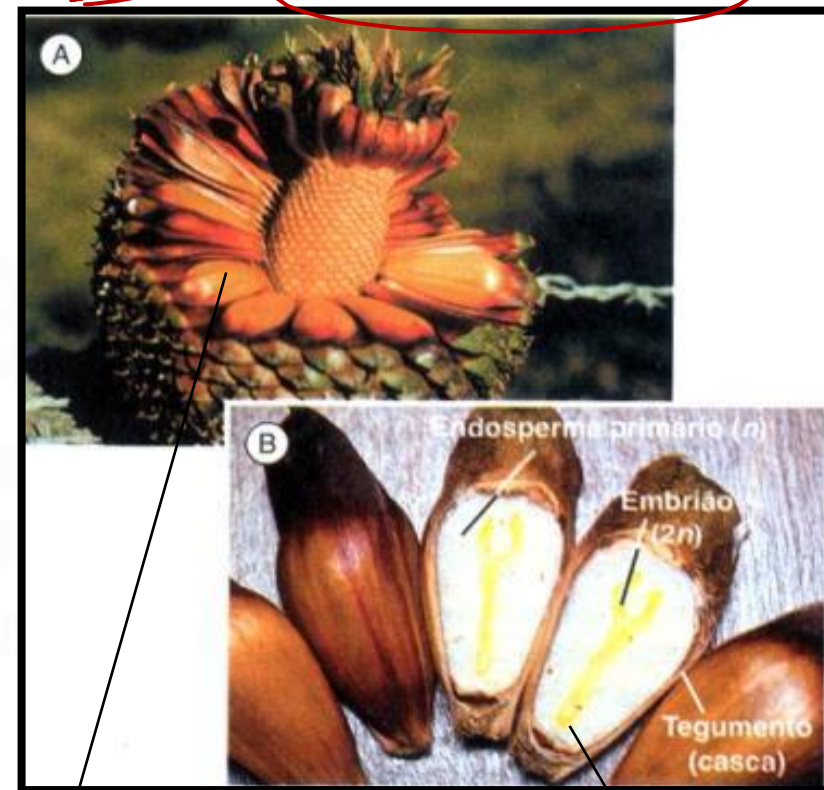 A
B
Endosperma primário (n)
Embrião
(2n)
Tegumento
(casca)